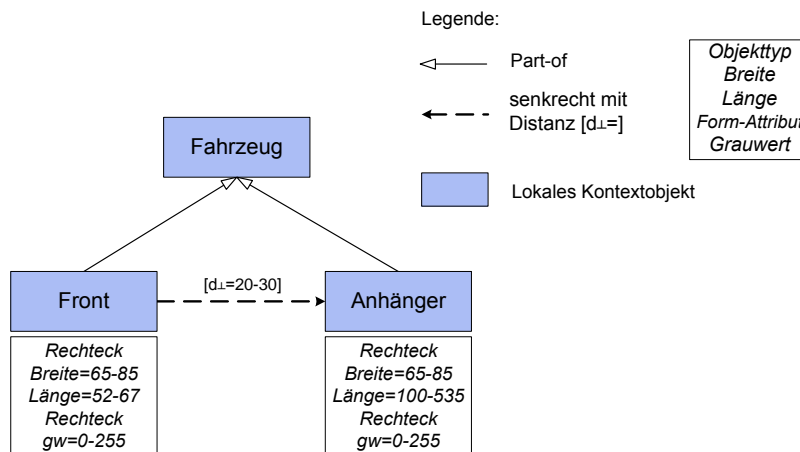 Legende:
Part-of
senkrecht mit
Distanz [d⊥=]
Objekttyp
Breite
Länge
Form-Attribut
Grauwert
Lokales Kontextobjekt
Fahrzeug
Front
[d⊥=20-30]
Anhänger
Rechteck
Breite=65-85
Länge=52-67
Rechteck
gw=0-255
Rechteck
Breite=65-85
Länge=100-535
Rechteck
gw=0-255